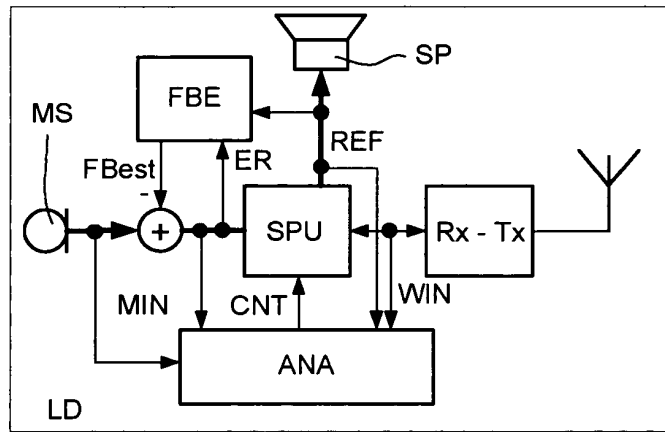 SP
FBE
MS
REF
FBest
ER
-
+
SPU
Rx - Tx
MIN
CNT
WIN
ANA
LD